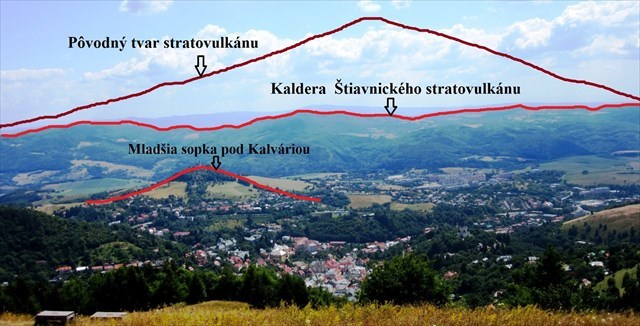 Pôvodný tvar stratovulkánu
Kaldera Štiavnického stratovulkánu
Mladšia sopka pod Kalváriou